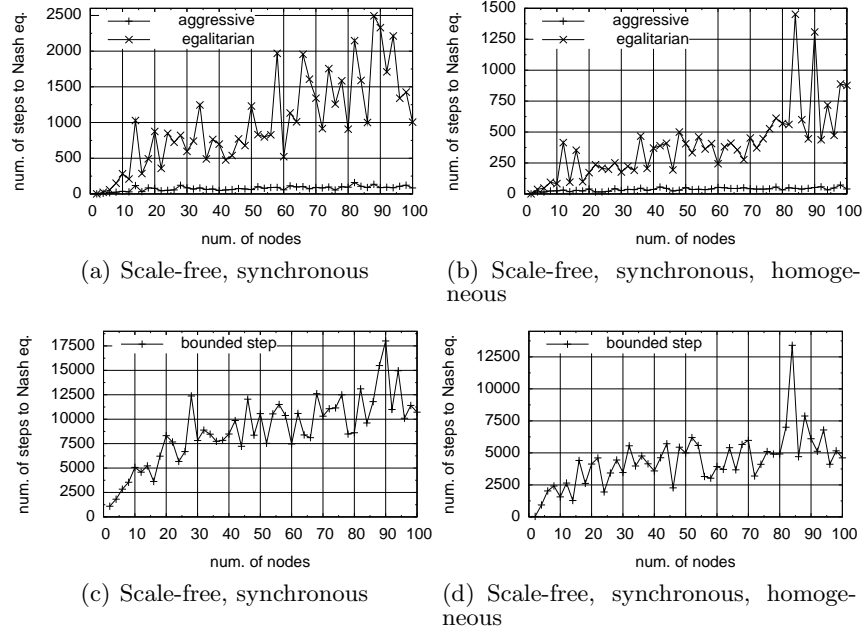 aggressive
egalitarian
num. of steps to Nash eq.
2500
2000
1500
1000
500
0
0 10 20 30 40 50 60 70 80 90 100
num. of nodes
(a) Scale-free, synchronous
aggressive
egalitarian
num. of steps to Nash eq.
1500
1250
1000
750
500
250
0
0 10 20 30 40 50 60 70 80 90 100
num. of nodes
(b) Scale-free, synchronous, homoge-
neous
bounded step
num. of steps to Nash eq.
17500
15000
12500
10000
7500
5000
2500
0
0 10 20 30 40 50 60 70 80 90 100
num. of nodes
(c) Scale-free, synchronous
bounded step
num. of steps to Nash eq.
12500
10000
7500
5000
2500
0
0 10 20 30 40 50 60 70 80 90 100
num. of nodes
(d) Scale-free, synchronous, homoge-
neous